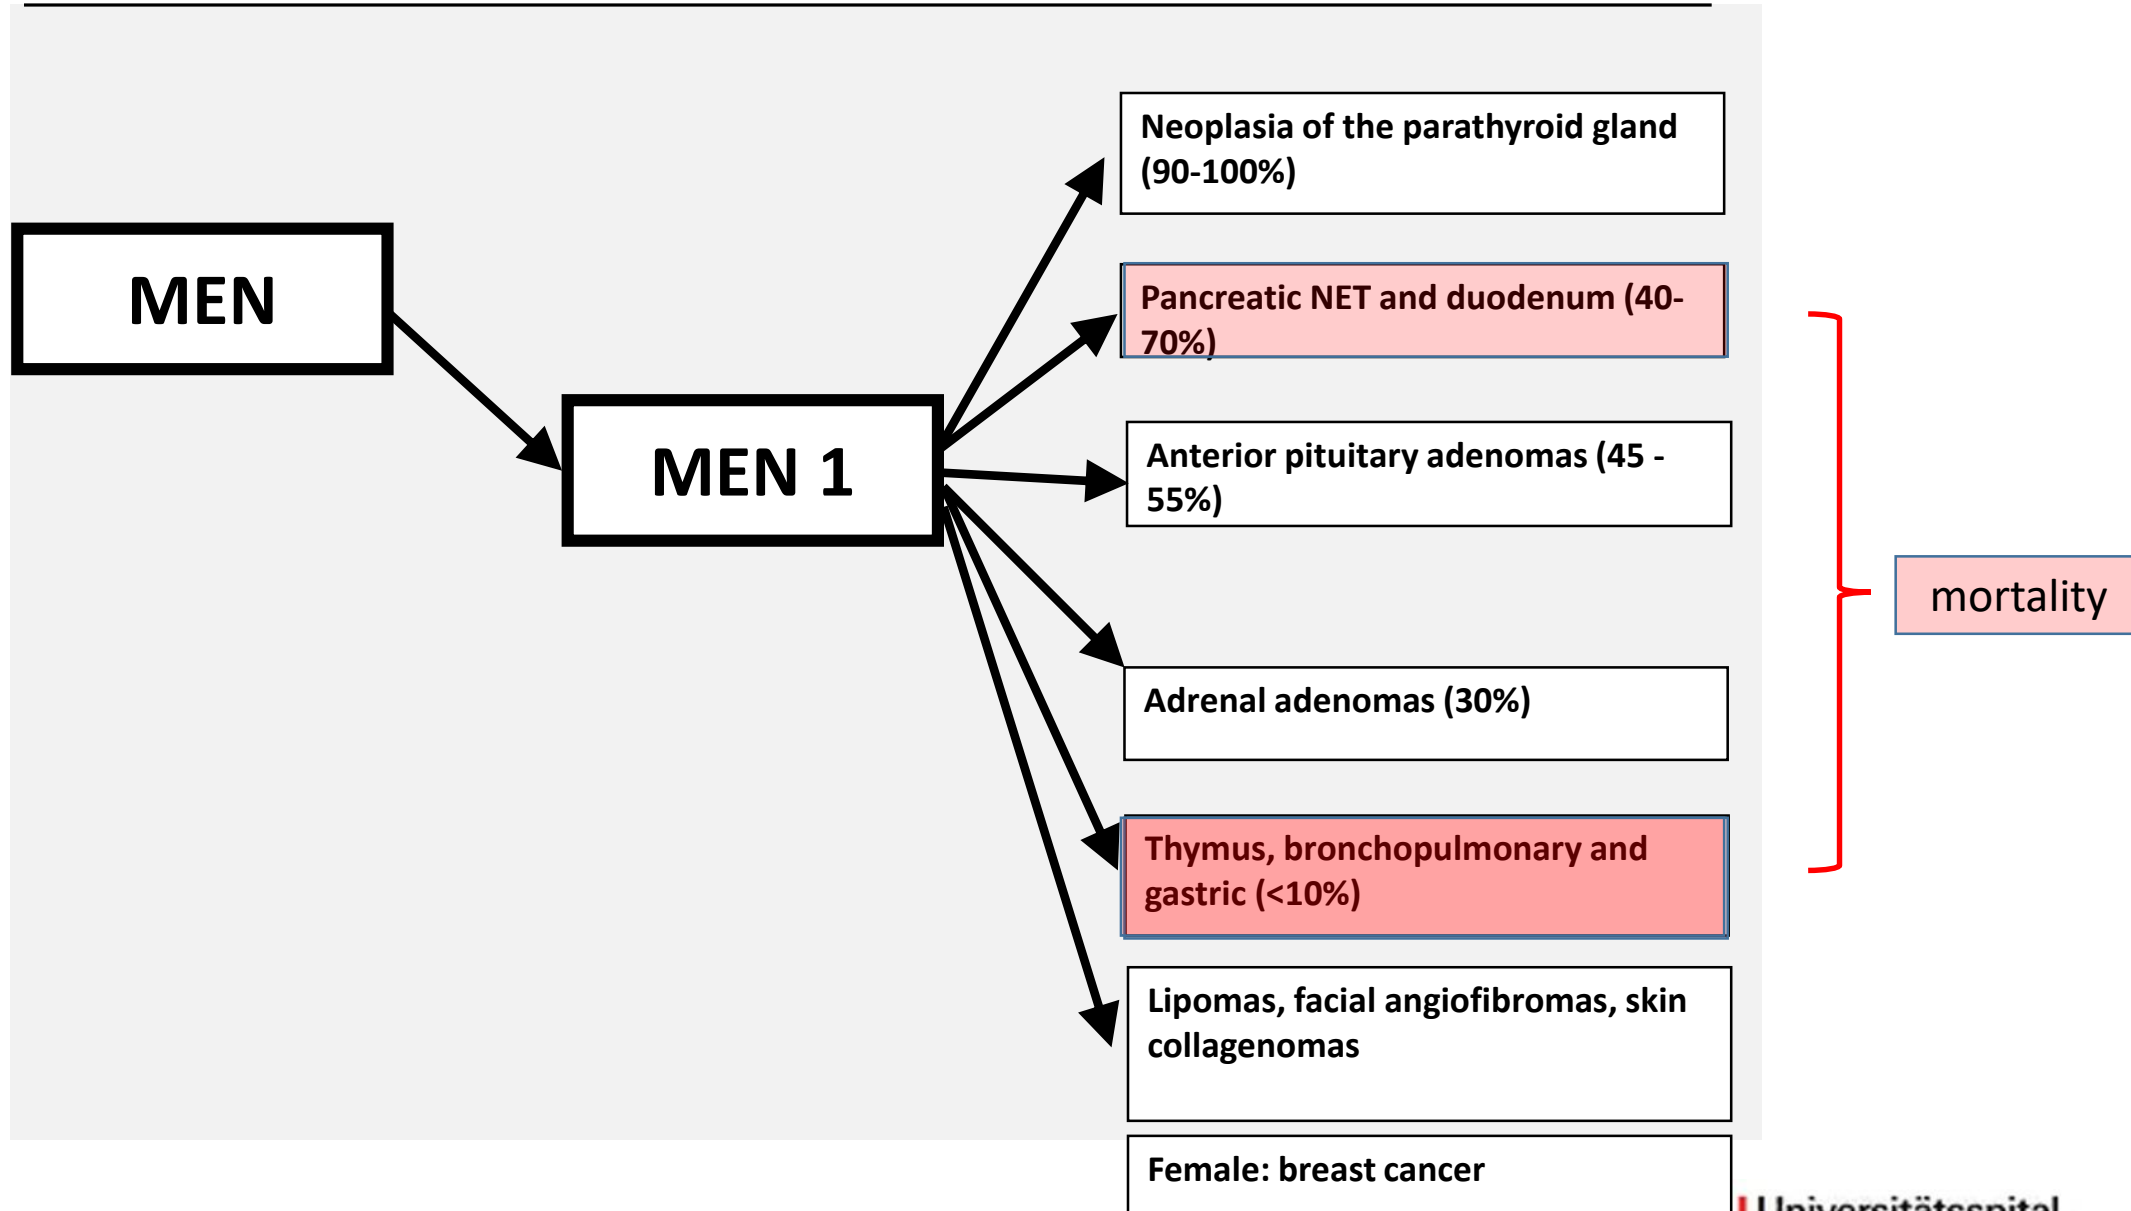 MEN
MEN 1
Neoplasia of the parathyroid gland
(90-100%)
Pancreatic NET and duodenum (40-
70%)
Anterior pituitary adenomas (45 -
55%)
Adrenal adenomas (30%)
Thymus, bronchopulmonary and
gastric (<10%)
Lipomas, facial angiofibromas, skin
collagenomas
Female: breast cancer
mortality
Universitätsspital